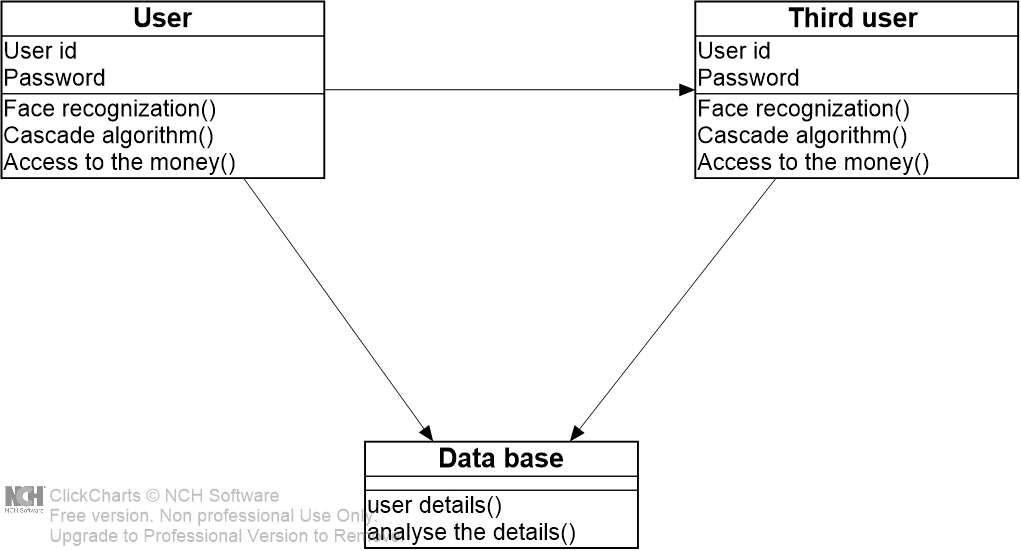 User
User id
Password
Face recognization()
Cascade algorithm()
Access to the money()
Third user
User id
Password
Face recognization()
Cascade algorithm()
Access to the money()
Data base
user details()
analyse the details()
NCH
NCH Software
ClickCharts © NCH Software
Free version. Non professional Use Only.
Upgrade to Professional Version to Remove.